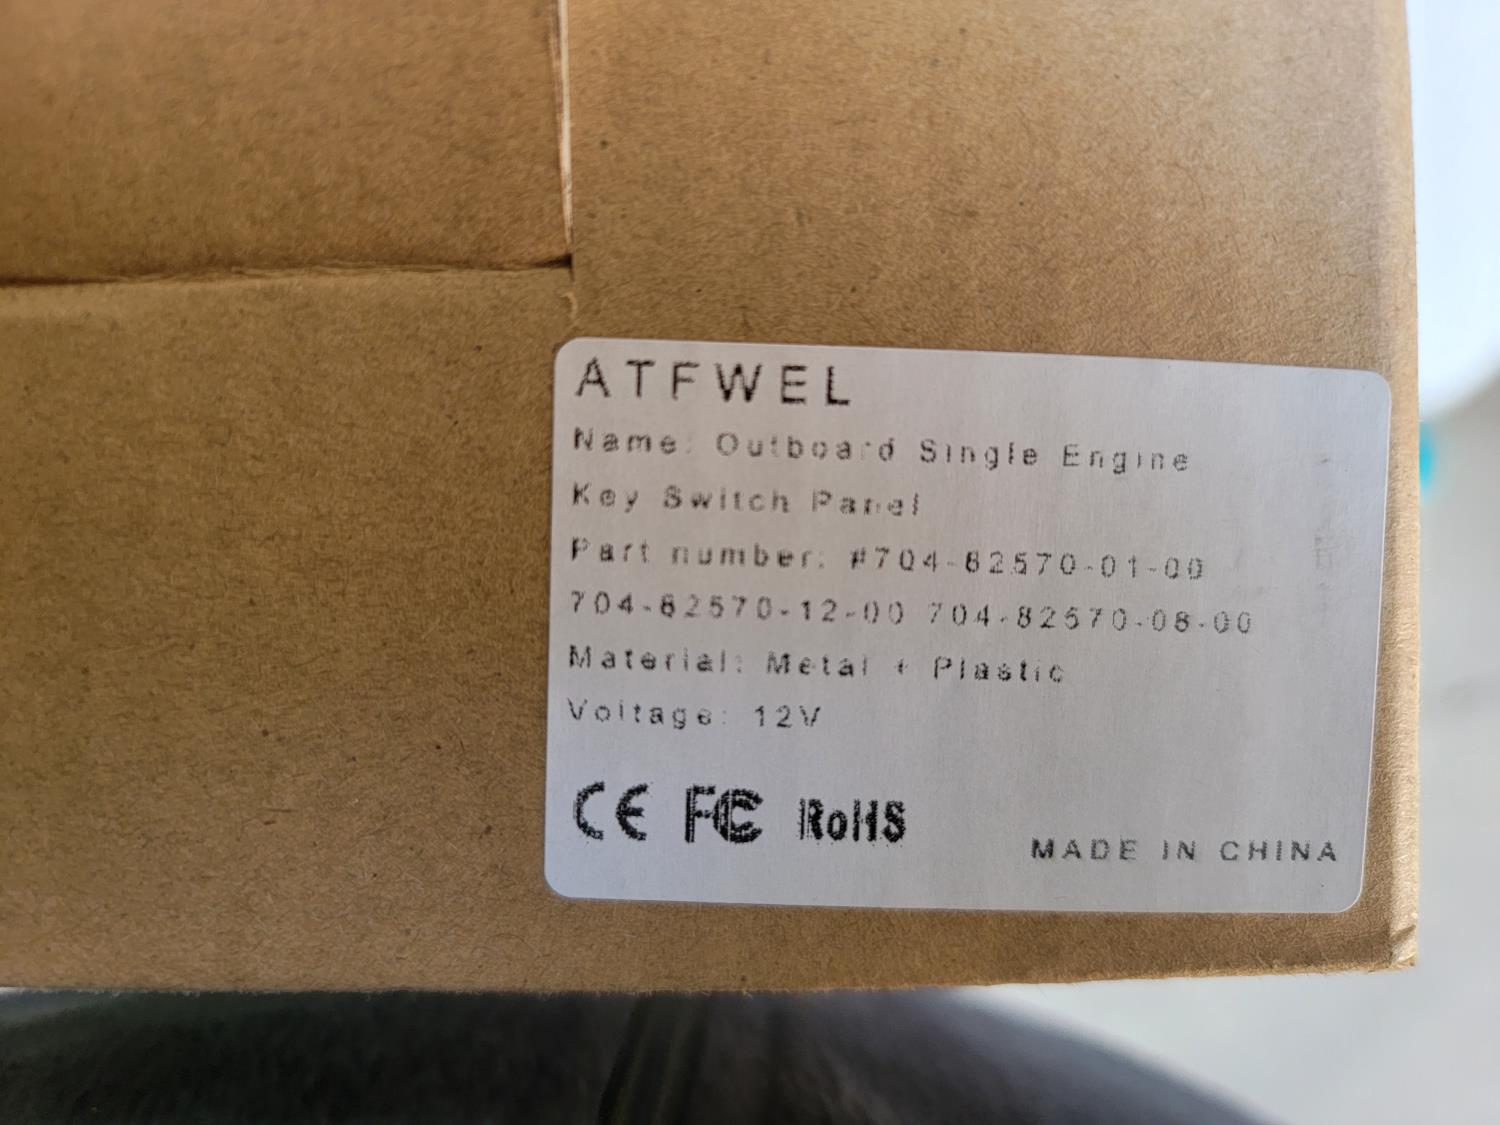 ATFWEL
Name: Outboard Single Engine
Key Switch Panel
Part number: #704-82570-01-00
704-82570-12-00 704-82570-08-00
Material: Metal + Plastic
Voltage: 12V
CE FC RoHS
MADE IN CHINA